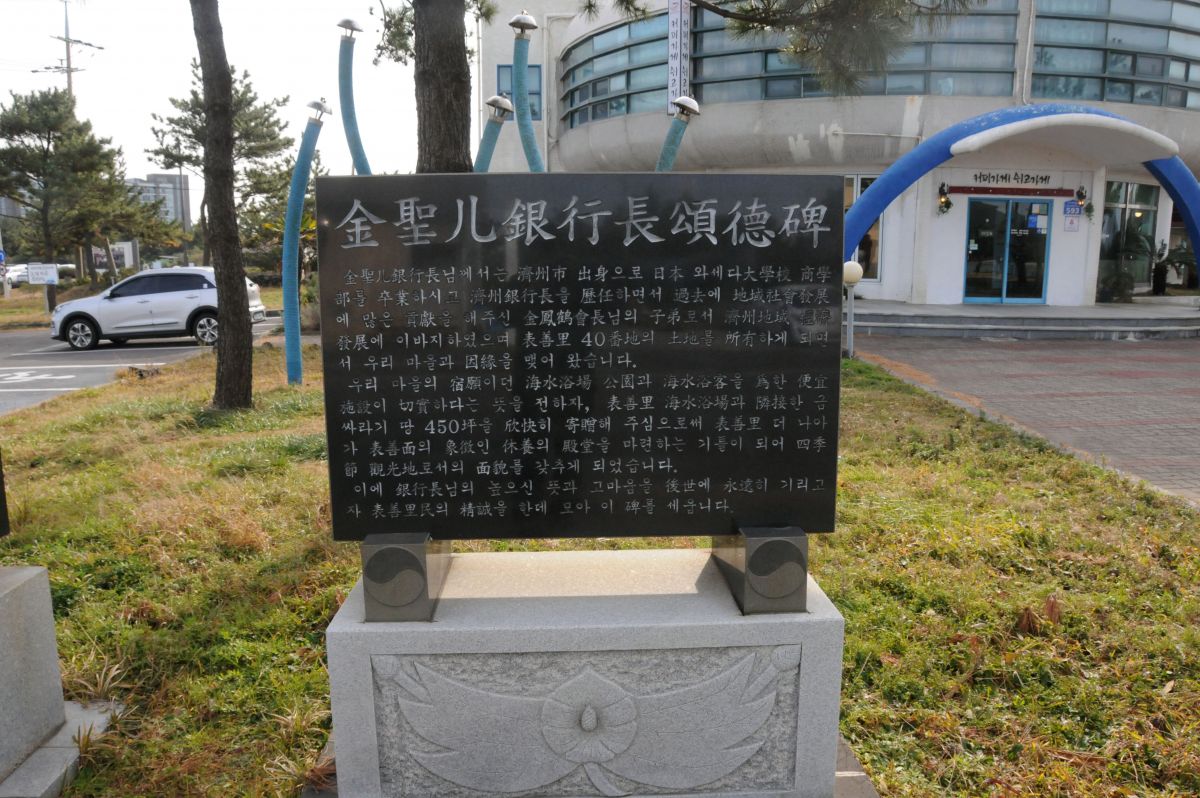 커피가게 쉬고가게
593
金聖儿銀行長頌德碑
金聖儿銀行長님께서는 濟州市 出身으로 日本 와세다大學校 商學
部를 卒業하시고 濟州銀行長을 歷任하면서 過去에 地域社會發展
에 많은 貢獻을 해주신 金鳳鶴會長님의 子弟로서 濟州地域 經濟
發展에 이바지하였으며 表善里 40番地의 土地를 所有하게 되면
서 우리 마을과 因緣을 맺어 왔습니다.
우리 마을의 宿願이던 海水浴場 公園과 海水浴客을 爲한 便宜
施設이 切實하다는 뜻을 전하자, 表善里 海水浴場과 隣接한 금
싸라기 땅 450坪을 欣快히 寄贈해 주심으로써 表善里 더 나아
가 表善面의 象徵인 休養의 殿堂을 마련하는 기틀이 되어 四季
節 觀光地로서의 面貌를 갖추게 되었습니다.
이에 銀行長님의 높으신 뜻과 고마움을 後世에 永遠히 기리고
자 表善里民의 精誠을 한데 모아 이 碑를 세웁니다.